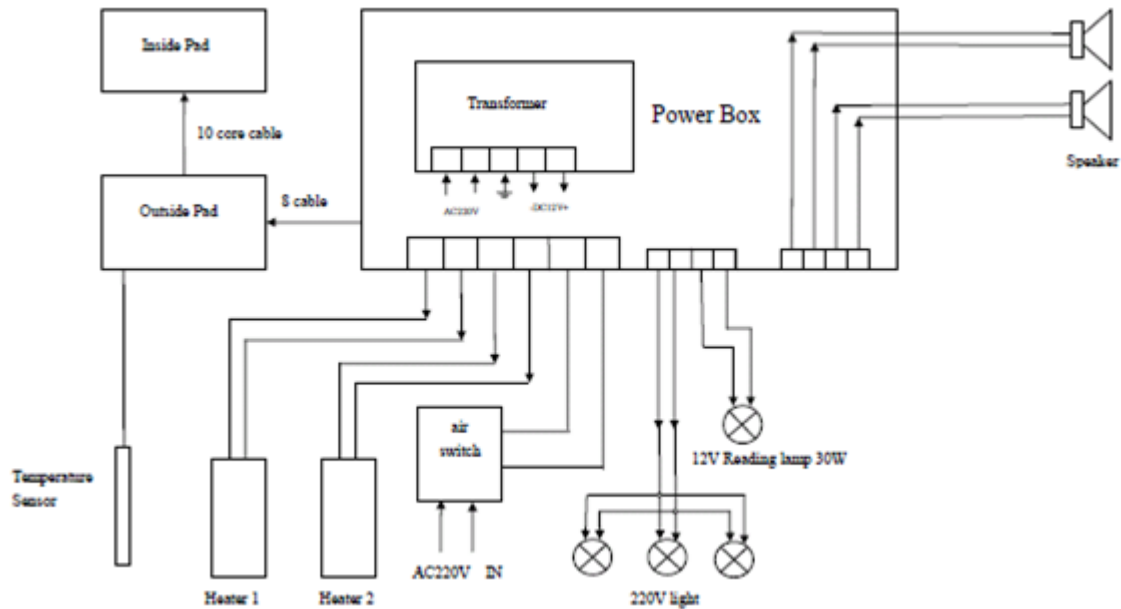 Inside Pad
Transformer
Power Box
10 core cable
Speaker
Outside Pad
8 cable
AC220V
-DC12V+
air
switch
12V Reading lamp 30W
Temperature
Sensor
AC220V IN
Heater 1
Heater 2
220V light